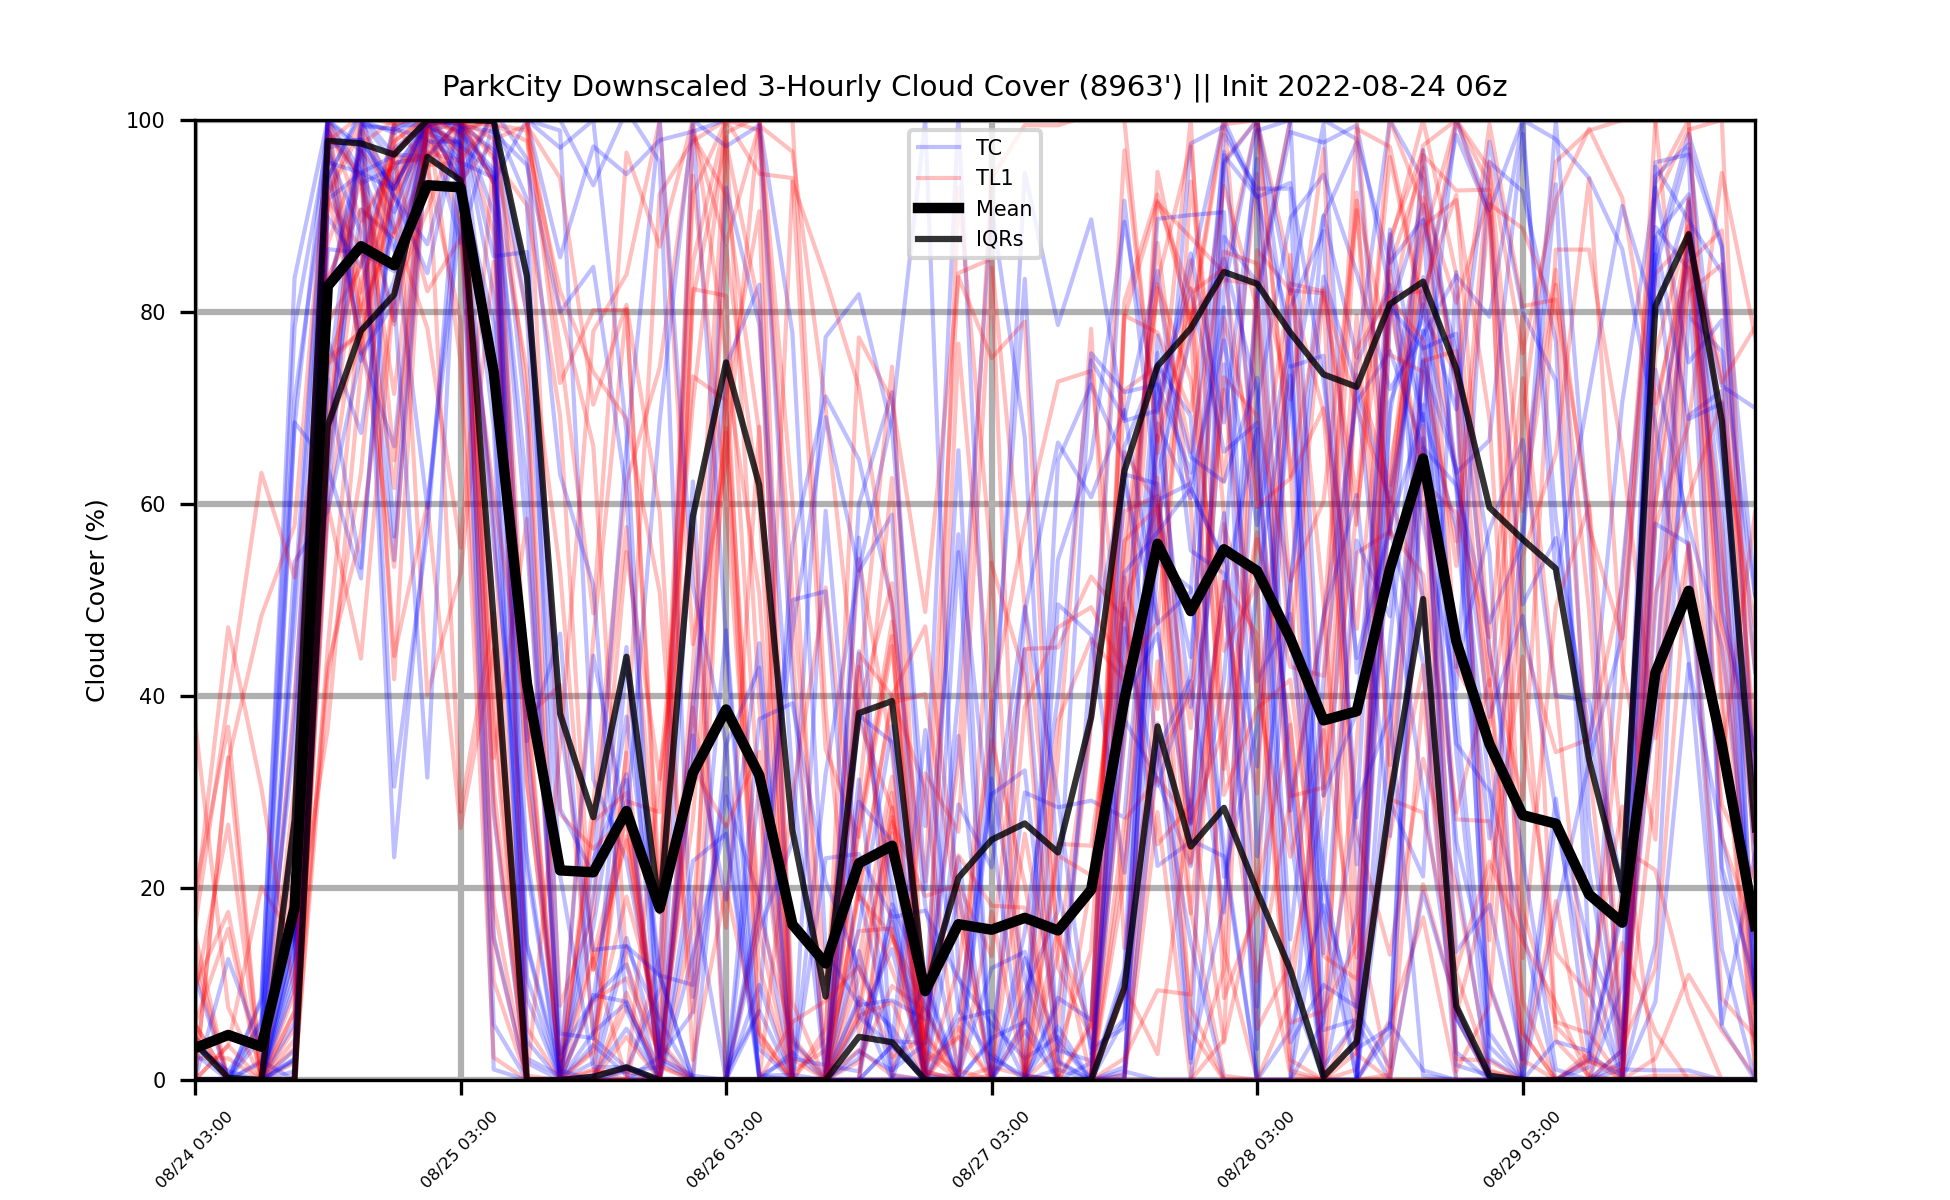 ParkCity Downscaled 3-Hourly Cloud Cover (8963') || Init 2022-08-24 06z
TC
TL1
Mean
IQRs
Cloud Cover (%)
100
80
60
40
20
0
08/24 03:00
08/25 03:00
08/26 03:00
08/27 03:00
08/28 03:00
08/29 03:00